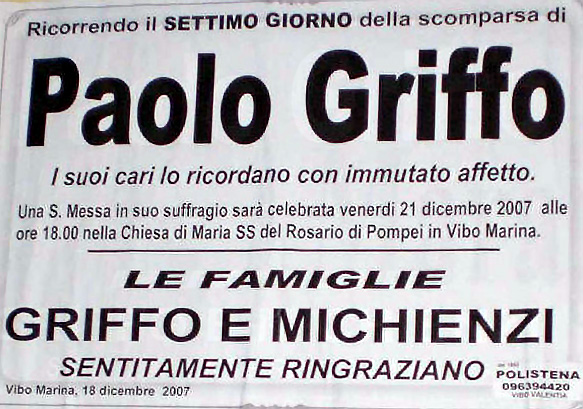 Ricorrendo il SETTIMO GIORNO della scomparsa di
Paolo Griffo
I suoi cari lo ricordano con immutato affetto.
Una S. Messa in suo suffragio sarà celebrata venerdi 21 dicembre 2007 alle
ore 18.00 nella Chiesa di Maria SS del Rosario di Pompei in Vibo Marina.
LE FAMIGLIE
GRIFFO E MICHIENZI
SENTITAMENTE RINGRAZIANO
Vibo Marina, 18 dicembre 2007
POLISTENA
096394420
VIBO VALENTIA